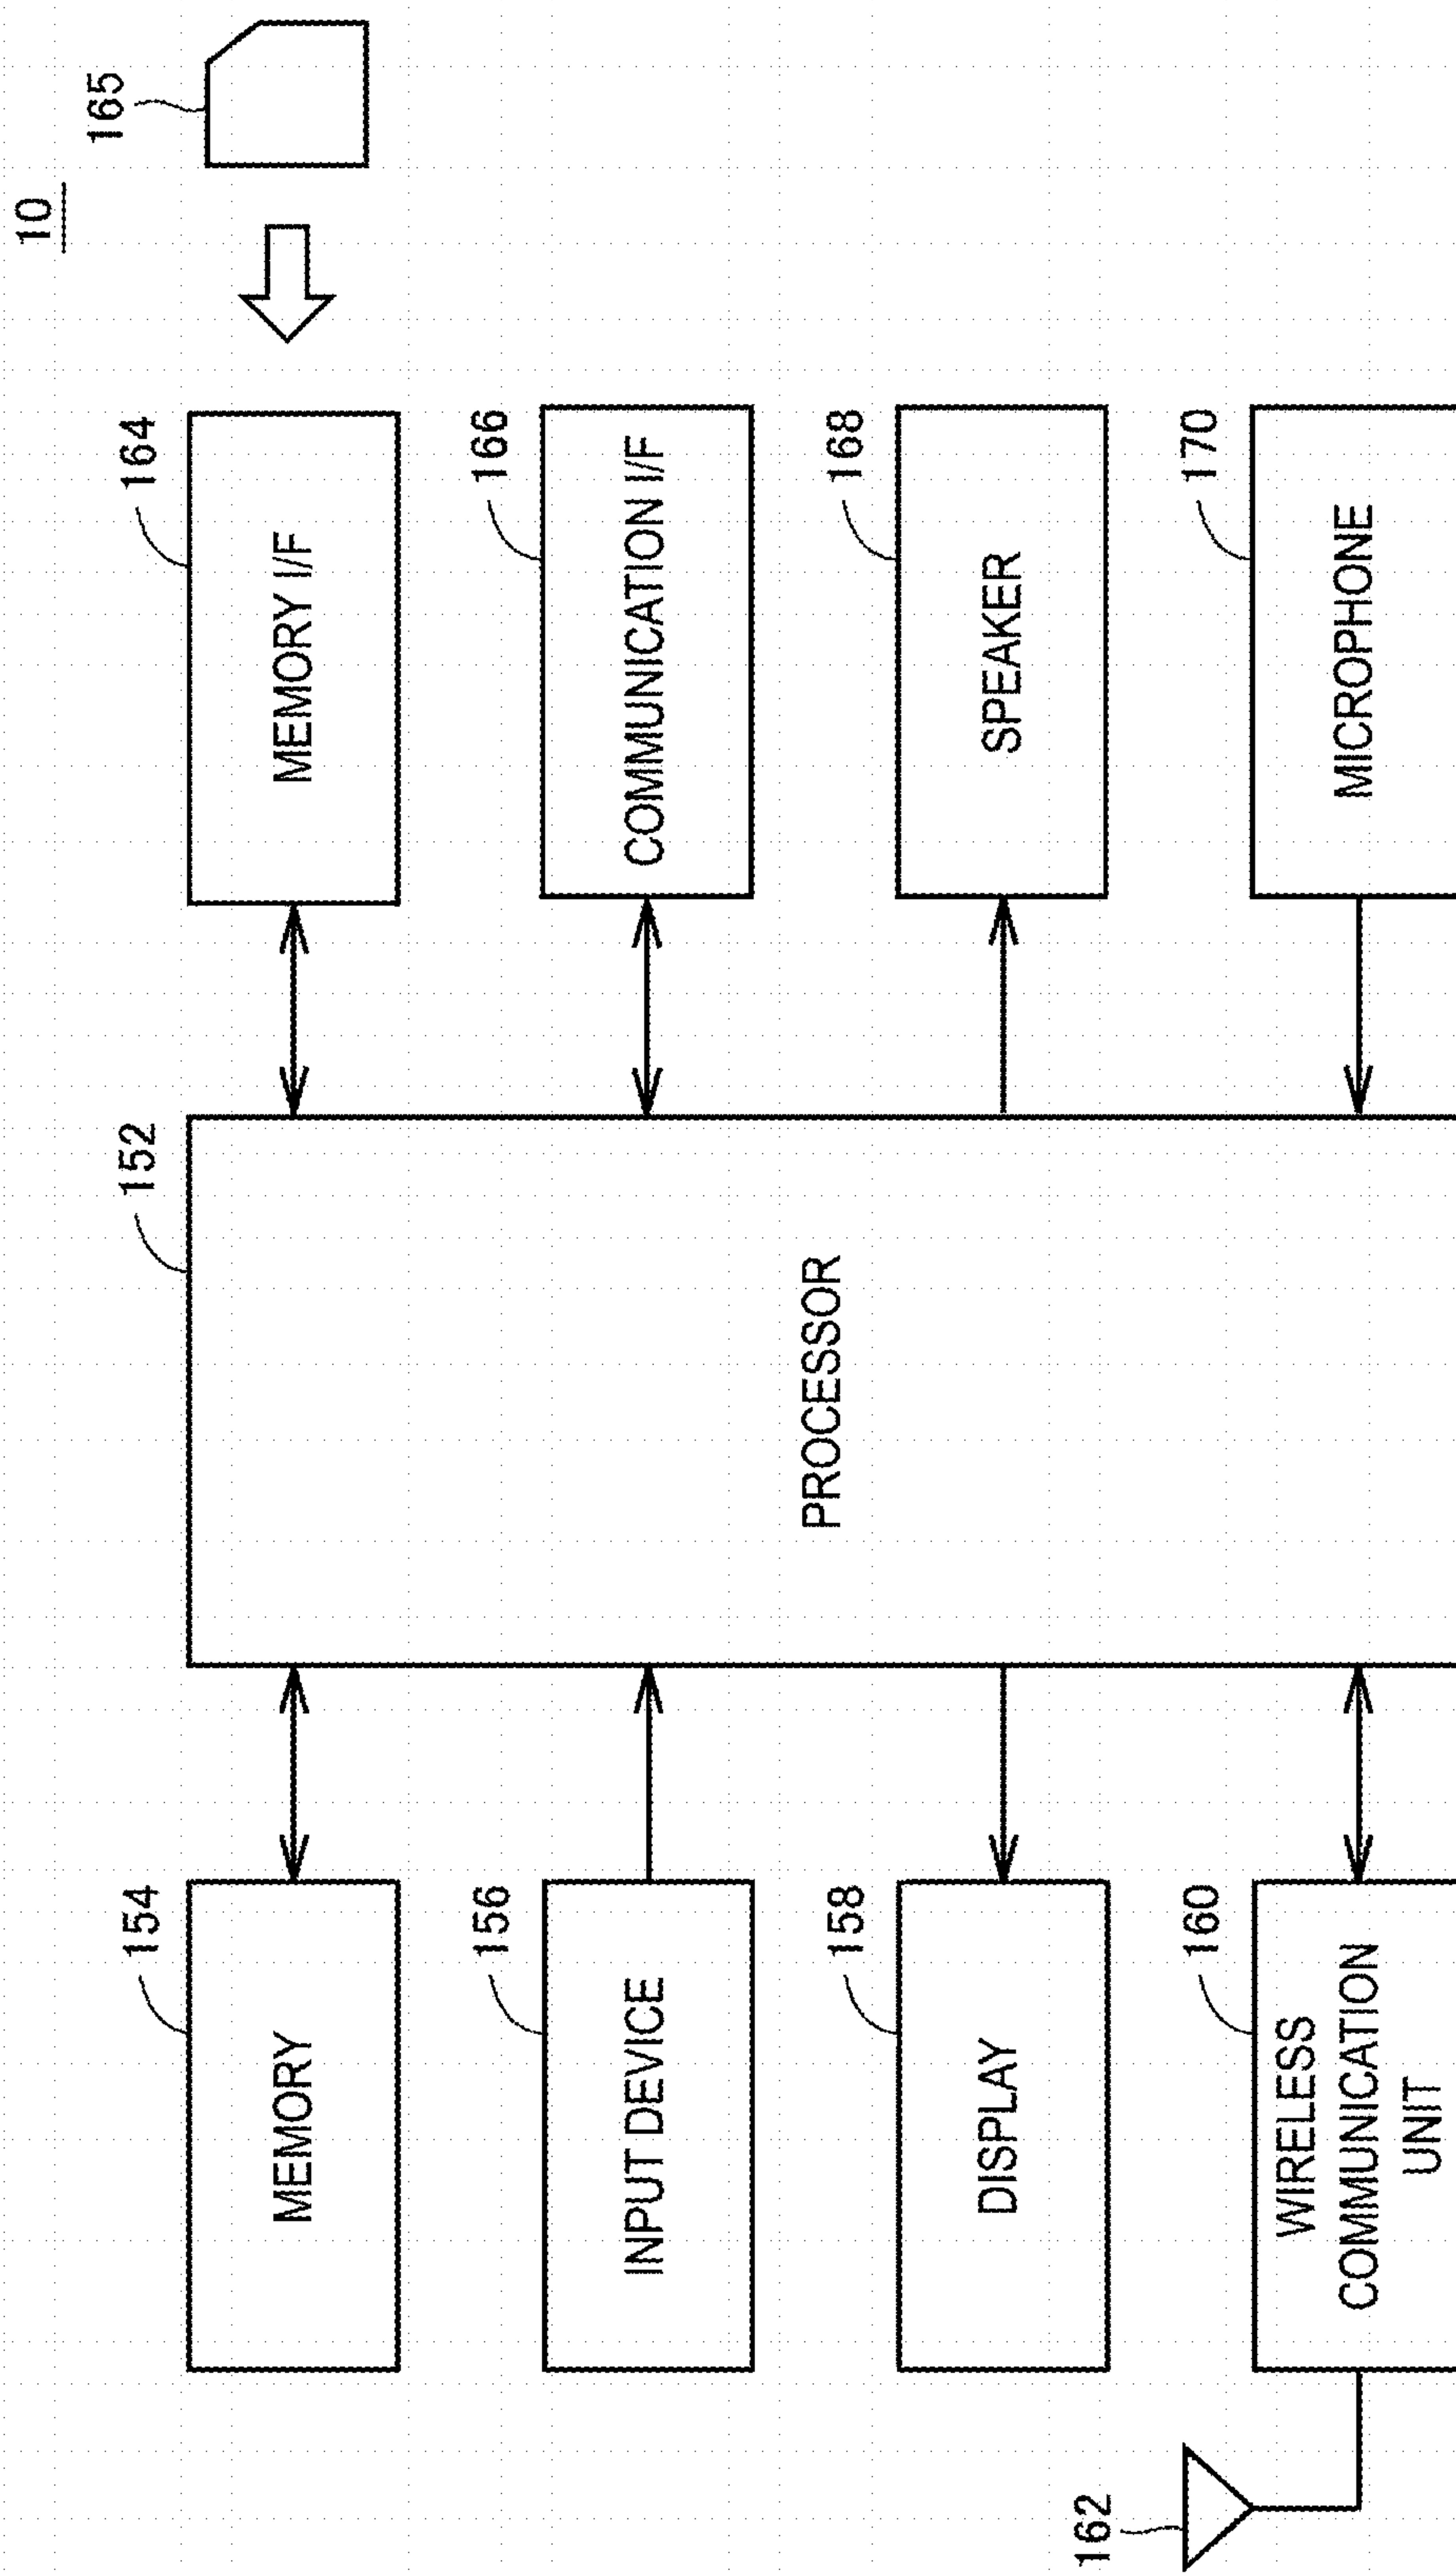 10
165
152
154
MEMORY
164
MEMORY I/F
156
INPUT DEVICE
166
COMMUNICATION I/F
PROCESSOR
158
DISPLAY
168
SPEAKER
162
160
WIRELESS
COMMUNICATION
UNIT
170
MICROPHONE